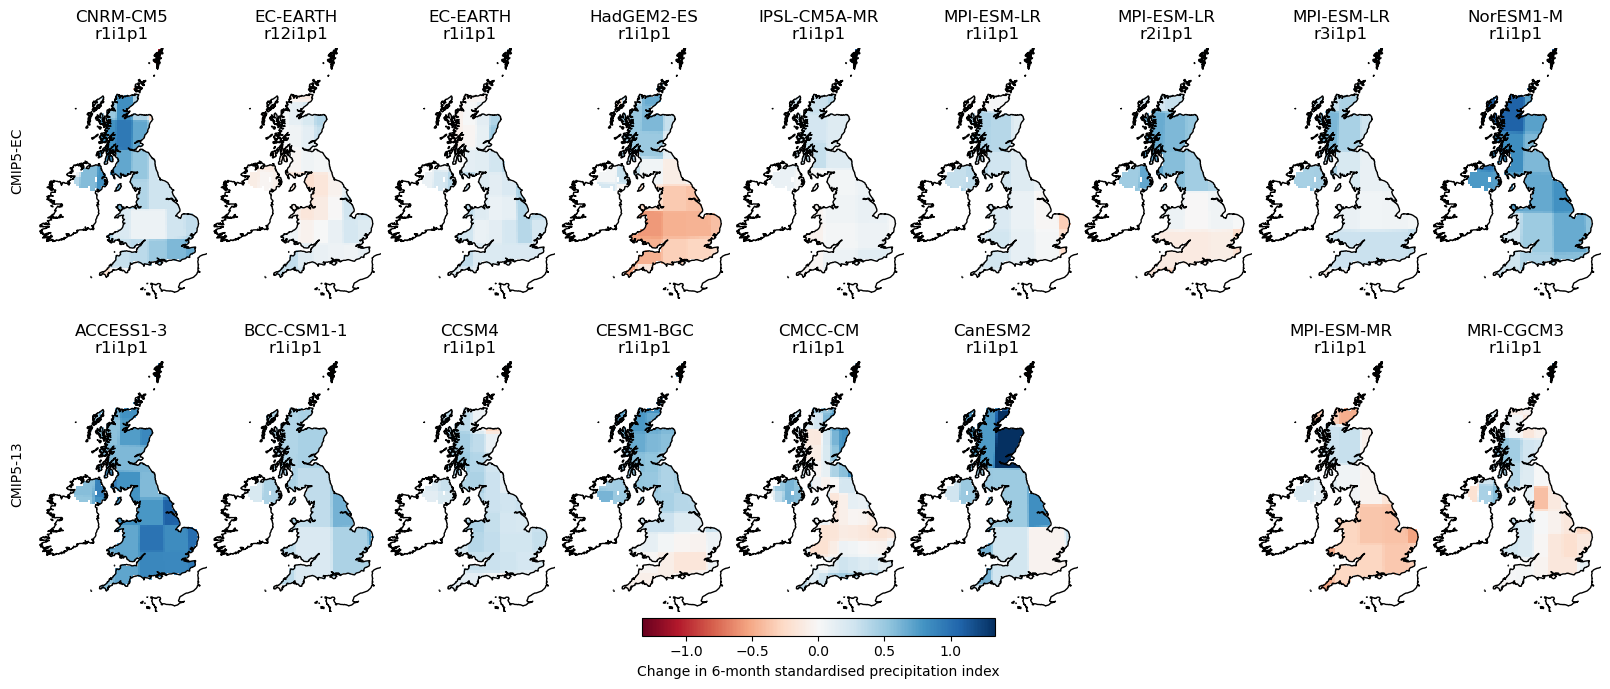 CNRM-CM5
r1i1p1
EC-EARTH
r12i1p1
EC-EARTH
r1i1p1
HadGEM2-ES
r1i1p1
IPSL-CM5A-MR
r1i1p1
MPI-ESM-LR
r1i1p1
MPI-ESM-LR
r2i1p1
MPI-ESM-LR
r3i1p1
NorESM1-M
r1i1p1
CMIP5-EC
ACCESS1-3
r1i1p1
BCC-CSM1-1
r1i1p1
CCSM4
r1i1p1
CESM1-BGC
r1i1p1
CMCC-CM
r1i1p1
CanESM2
r1i1p1
MPI-ESM-MR
r1i1p1
MRI-CGCM3
r1i1p1
CMIP5-13
−1.0 −0.5 0.0 0.5 1.0
Change in 6-month standardised precipitation index